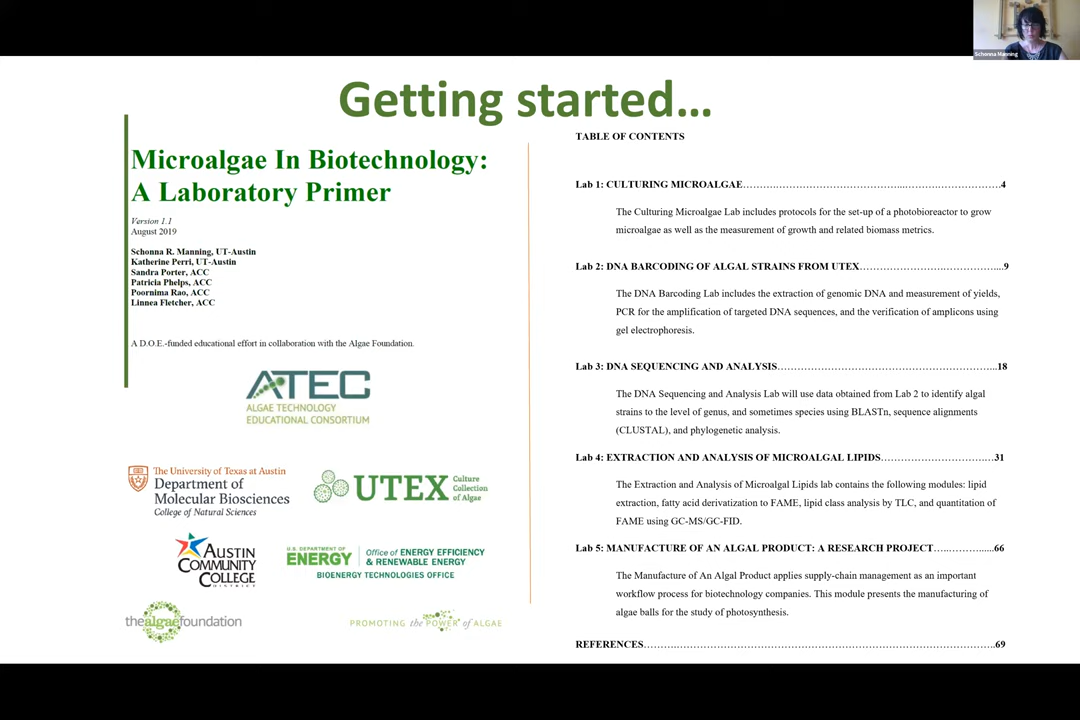 Schonna Manning
Getting started…
Microalgae In Biotechnology:
A Laboratory Primer
Version 1.1
August 2019
Schonna R. Manning, UT-Austin
Katherine Perri, UT-Austin
Sandra Porter, ACC
Patricia Phelps, ACC
Poornima Rao, ACC
Linnea Fletcher, ACC
A D.O.E.-funded educational effort in collaboration with the Algae Foundation.
ATEC
ALGAE TECHNOLOGY
EDUCATIONAL CONSORTIUM
The University of Texas at Austin
Department of
Molecular Biosciences
College of Natural Sciences
UTEX
Culture
Collection
of Algae
AUSTIN
COMMUNITY
COLLEGE
DISTRICT
U.S. DEPARTMENT OF
ENERGY
Office of ENERGY EFFICIENCY
& RENEWABLE ENERGY
BIOENERGY TECHNOLOGIES OFFICE
thealgaefoundation
PROMOTING the POWER of ALGAE
TABLE OF CONTENTS
Lab 1: CULTURING MICROALGAE……………………………………………………………4
The Culturing Microalgae Lab includes protocols for the set-up of a photobioreactor to grow
microalgae as well as the measurement of growth and related biomass metrics.
Lab 2: DNA BARCODING OF ALGAL STRAINS FROM UTEX…………………………………....9
The DNA Barcoding Lab includes the extraction of genomic DNA and measurement of yields,
PCR for the amplification of targeted DNA sequences, and the verification of amplicons using
gel electrophoresis.
Lab 3: DNA SEQUENCING AND ANALYSIS…………………………………………………...18
The DNA Sequencing and Analysis Lab will use data obtained from Lab 2 to identify algal
strains to the level of genus, and sometimes species using BLASTn, sequence alignments
(CLUSTAL), and phylogenetic analysis.
Lab 4: EXTRACTION AND ANALYSIS OF MICROALGAL LIPIDS……………………………31
The Extraction and Analysis of Microalgal Lipids lab contains the following modules: lipid
extraction, fatty acid derivatization to FAME, lipid class analysis by TLC, and quantitation of
FAME using GC-MS/GC-FID.
Lab 5: MANUFACTURE OF AN ALGAL PRODUCT: A RESEARCH PROJECT…..………......66
The Manufacture of An Algal Product applies supply-chain management as an important
workflow process for biotechnology companies. This module presents the manufacturing of
algae balls for the study of photosynthesis.
REFERENCES………………………………………………………………………………………..69